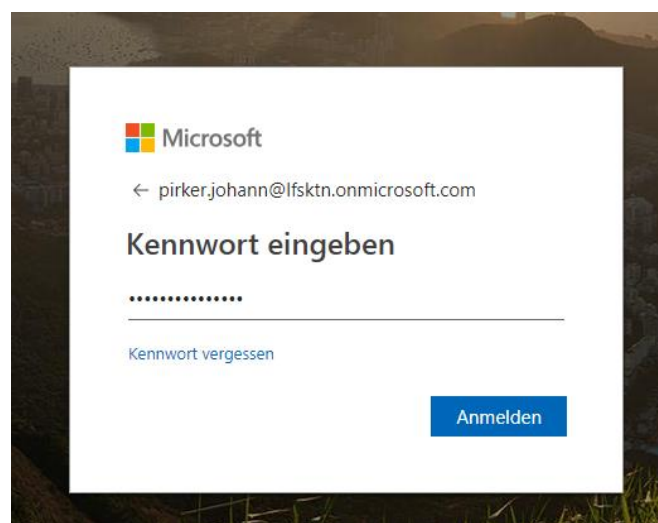 Microsoft
← pirker.johann@lfsktn.onmicrosoft.com
Kennwort eingeben
•••••••••••••••
Kennwort vergessen
Anmelden